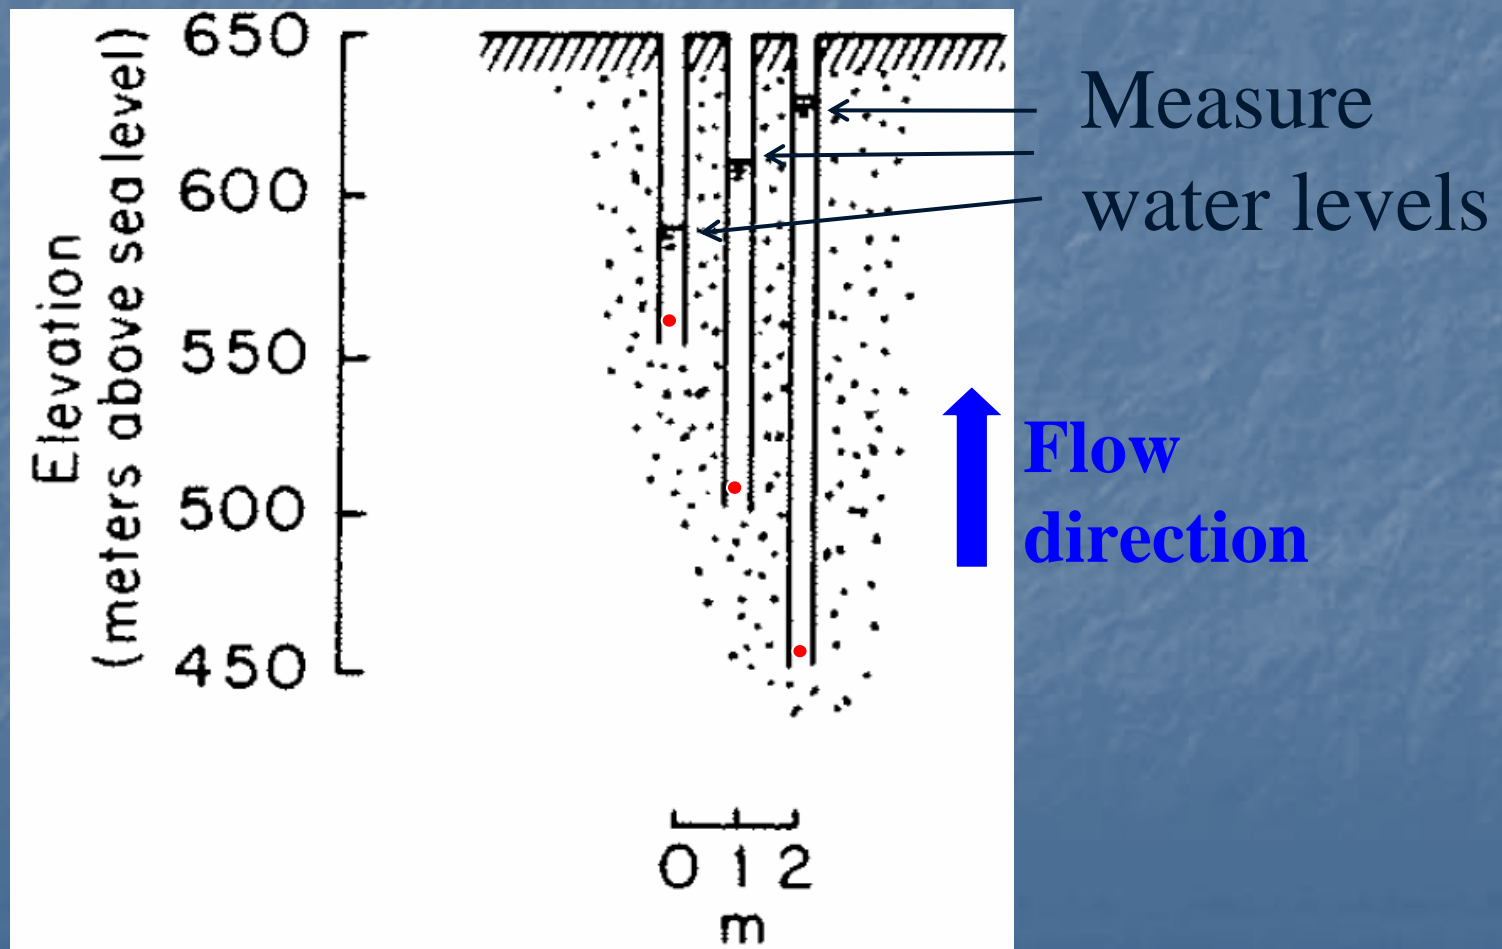 Elevation
(meters above sea level)
650
600
550
500
450
Measure
water levels
Flow
direction
0 1 2
m